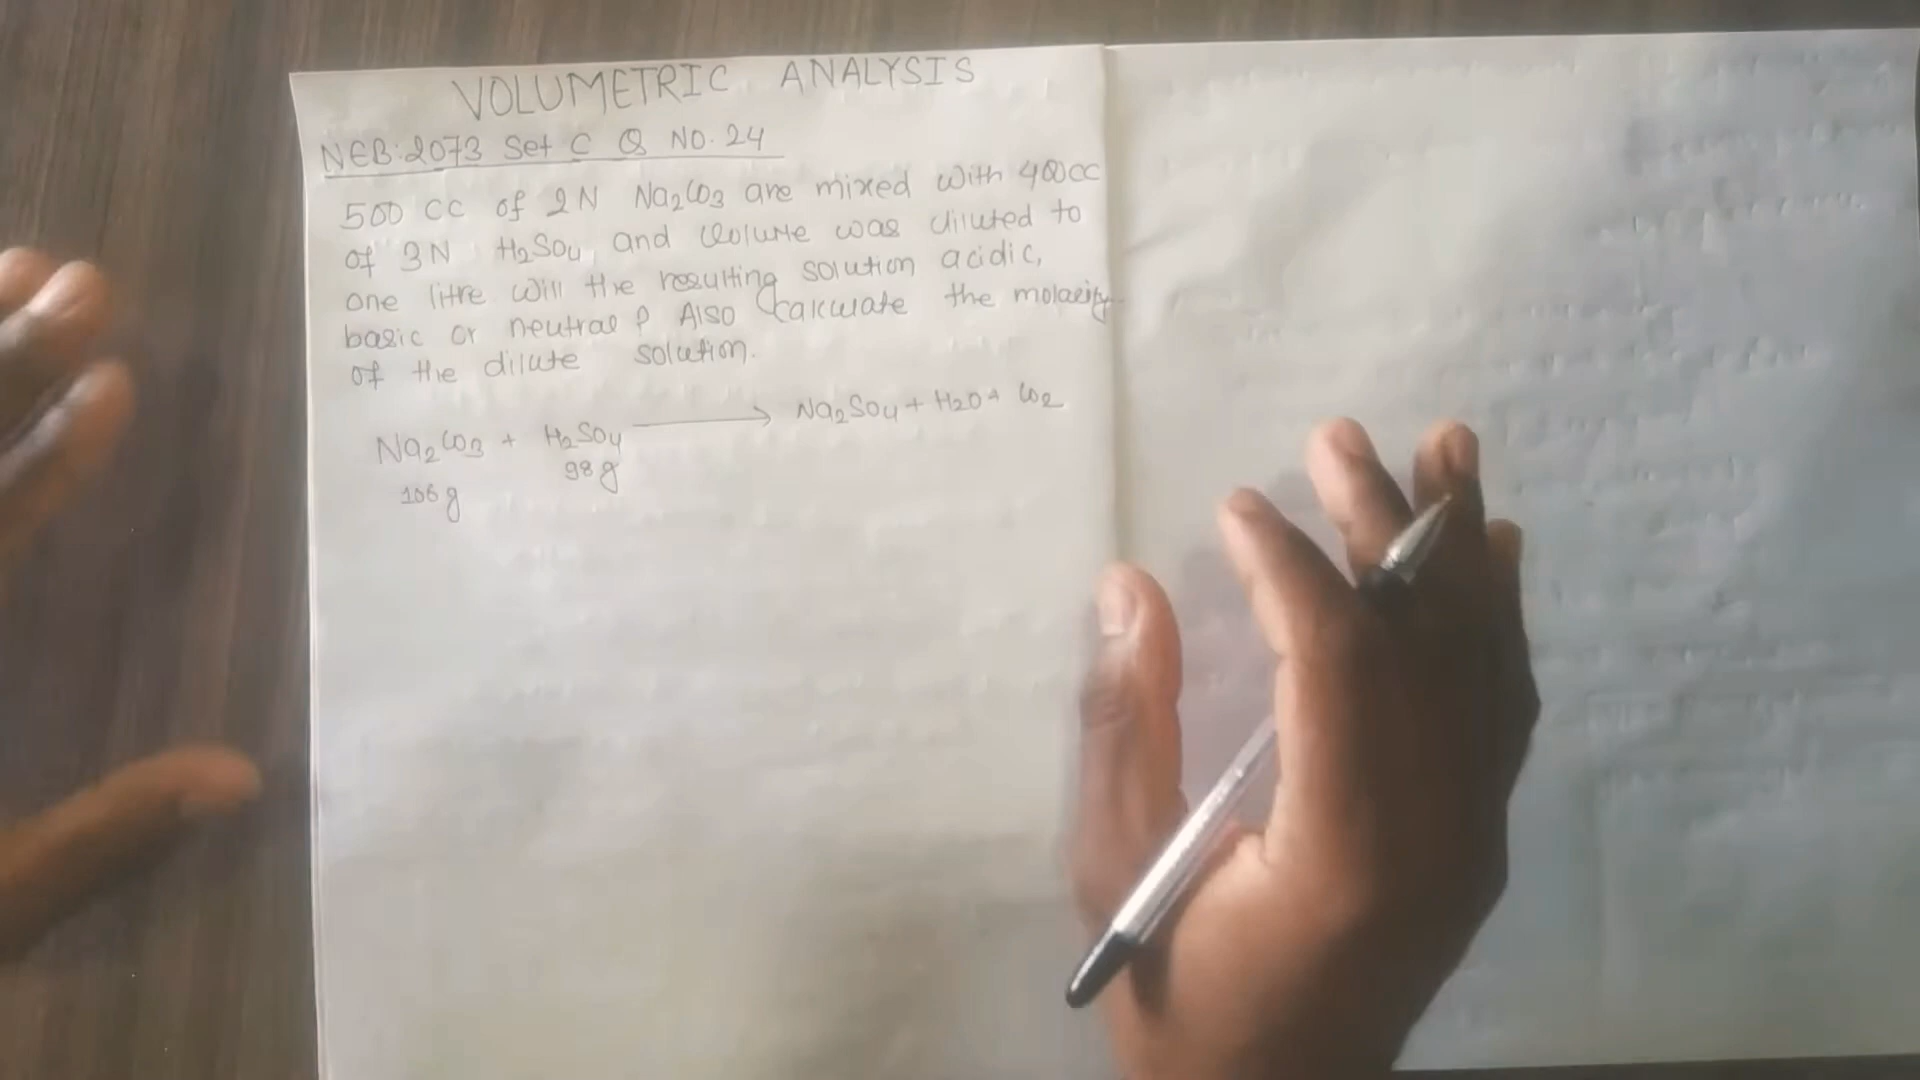 VOLUMETRIC ANALYSIS
NEB:2073 Set C Q NO. 24
500 CC of 2N Na2CO3 are mixed with 400CC
of 3N H2SO4 and volume was diluted to
one litre will the resulting solution acidic,
basic or neutral? Also calculate the molarity
of the dilute solution.
Na2CO3 + H2SO4 → Na2SO4 + H2O + CO2
106g 98g